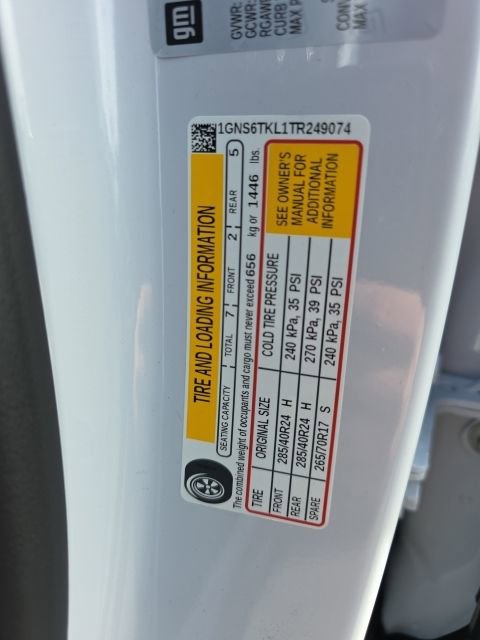 gm
GVWR:
GCWR:
CURB
MAX P
CONV
MAX
1GNS6TKL1TR249074
TIRE AND LOADING INFORMATION
SEATING CAPACITY TOTAL 7 FRONT 2 REAR 5
The combined weight of occupants and cargo must never exceed 656 kg or 1446 lbs.
TIRE ORIGINAL SIZE COLD TIRE PRESSURE
FRONT 285/40R24 H 240 kPa, 35 PSI
REAR 285/40R24 H 270 kPa, 39 PSI
SPARE 265/70R17 S 240 kPa, 35 PSI
SEE OWNER'S
MANUAL FOR
ADDITIONAL
INFORMATION